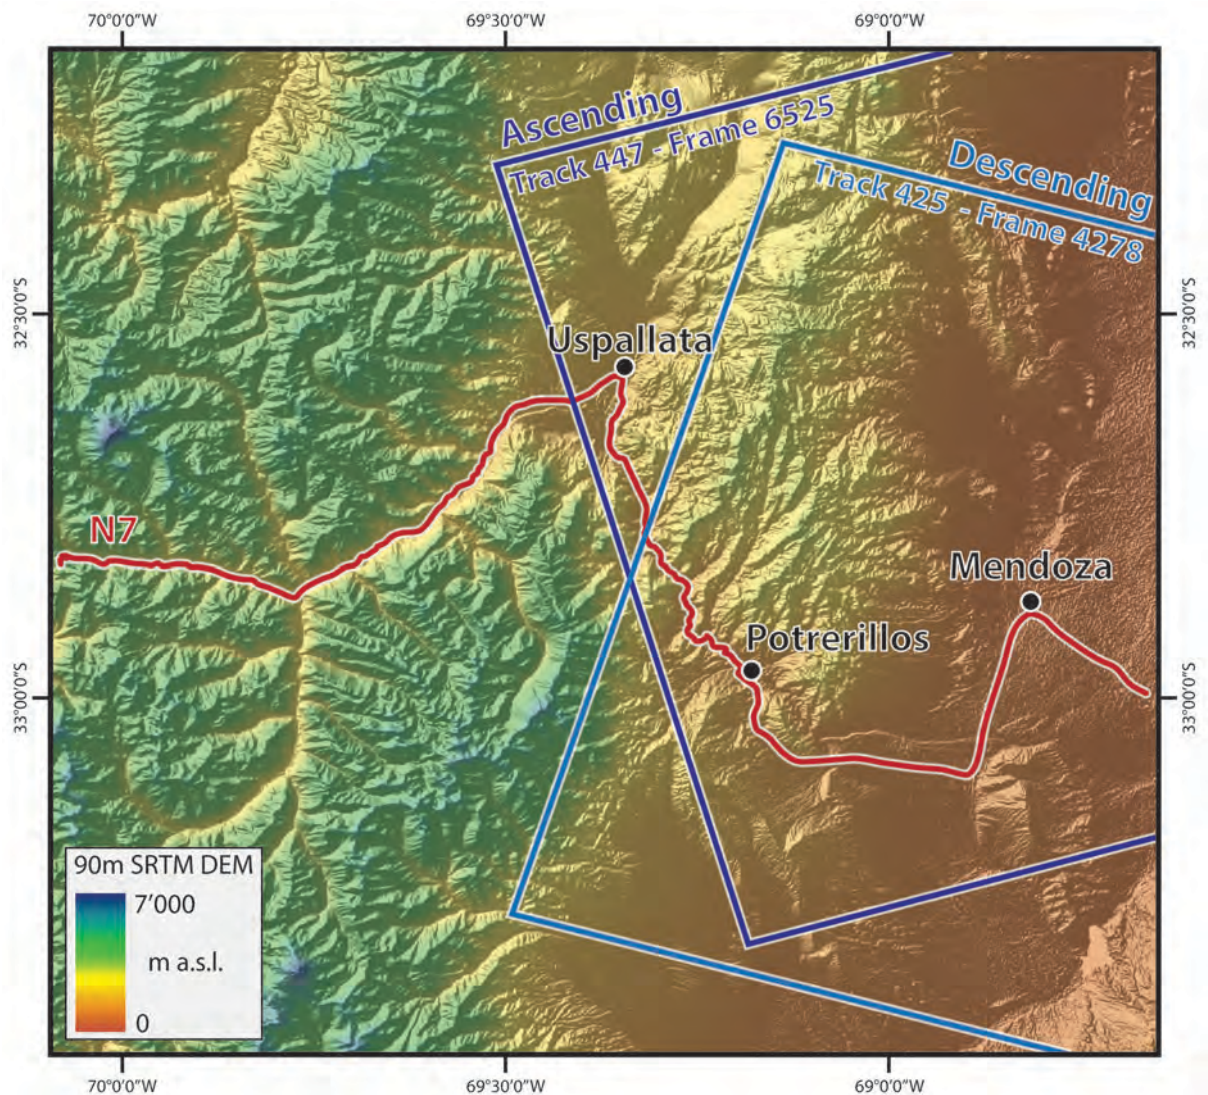 70°0'0"W
69°30'0"W
69°0'0"W
Ascending
Track 447 - Frame 6525
Descending
Track 425 - Frame 4278
32°30'0"S
32°30'0"S
Uspallata
N7
Mendoza
Potrerillos
33°0'0"S
33°0'0"S
90m SRTM DEM
7'000
m a.s.l.
0
70°0'0"W
69°30'0"W
69°0'0"W